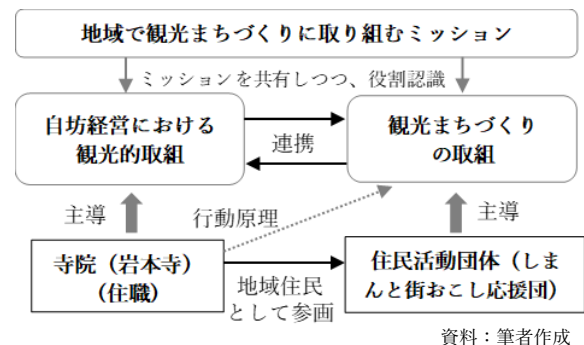 地域で観光まちづくりに取り組むミッション
ミッションを共有しつつ、役割認識
自坊経営における
観光的取組
連携
観光まちづくり
の取組
主導
行動原理
主導
寺院（岩本寺）
（住職）
地域住民
として参画
住民活動団体（しま
んと街おこし応援団）
資料：筆者作成